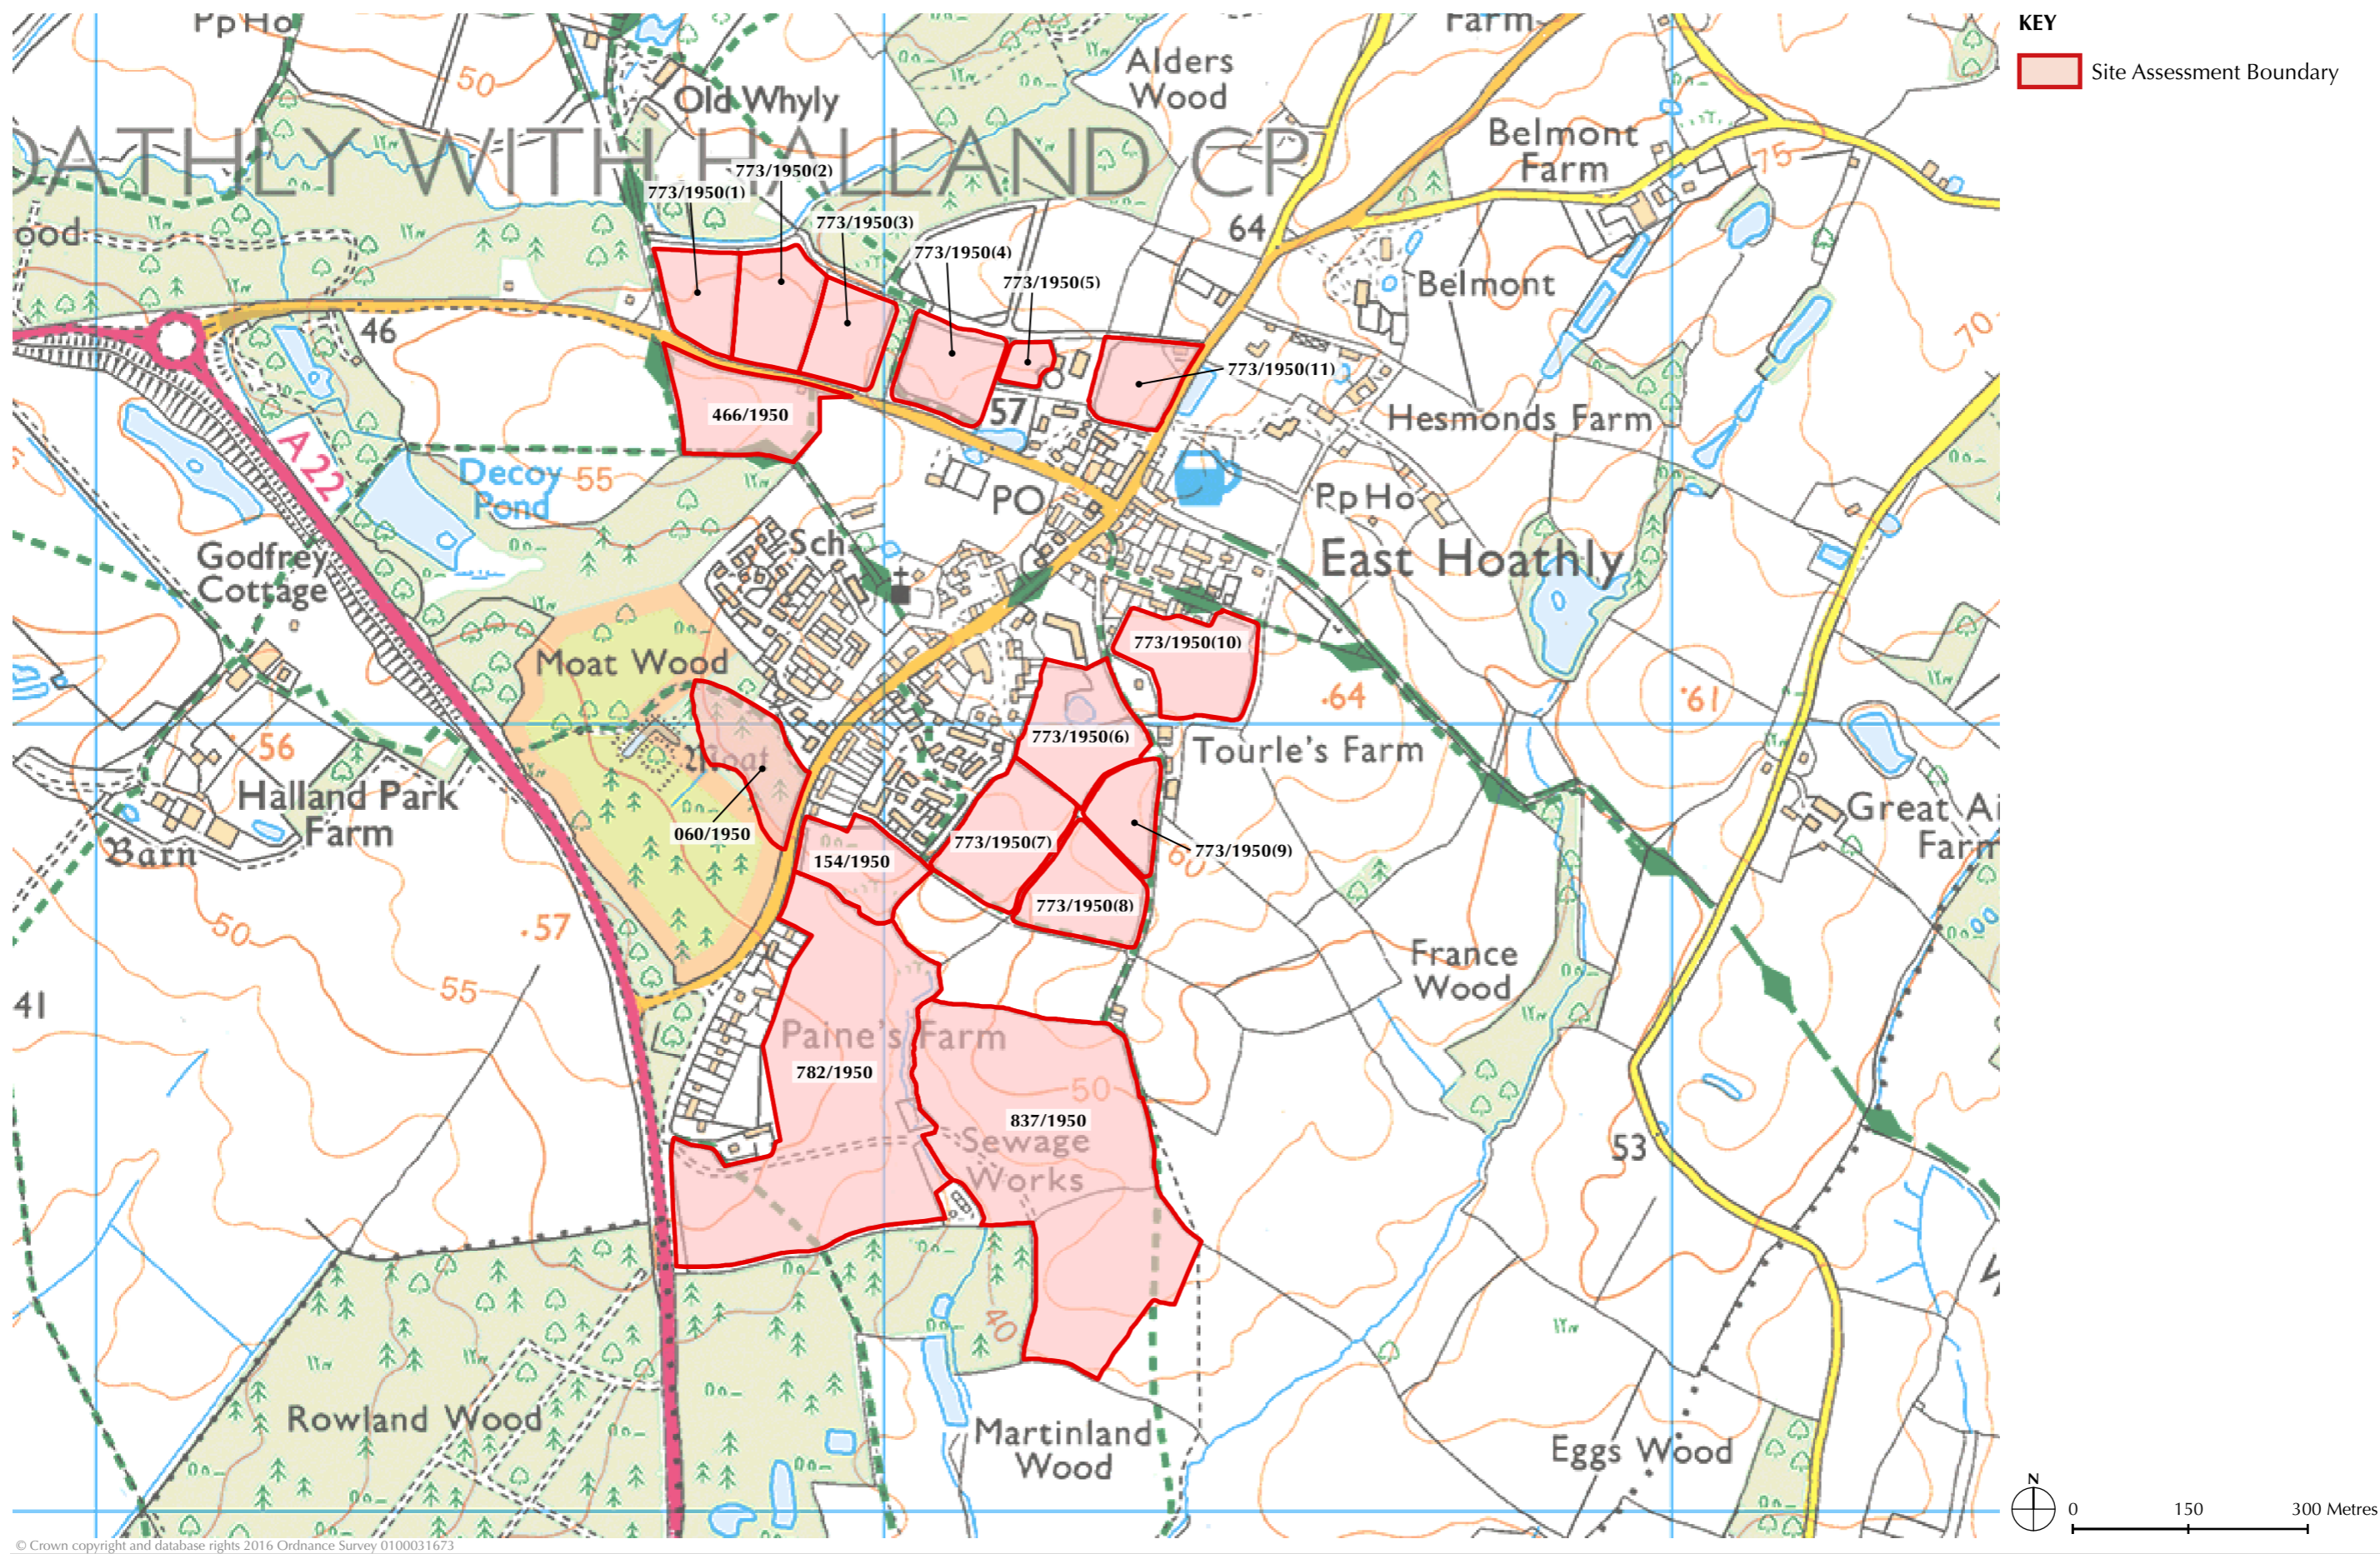 Pp Ho
Farm
KEY
Site Assessment Boundary
50
Old Whyly
Alders
Wood
Belmont
Farm
75
OATHLY WITH HALLAND CP
773/1950(1)
773/1950(2)
773/1950(3)
773/1950(4)
773/1950(5)
64
ood
46
Belmont
70
773/1950(11)
466/1950
57
Hesmonds Farm
A 22
Decoy
Pond
55
PO
Pp Ho
Sch
East Hoathly
Godfrey
Cottage
Moat Wood
773/1950(10)
64
61
56
Moat
773/1950(6)
Tourle's Farm
Halland Park
Farm
Barn
060/1950
154/1950
773/1950(7)
773/1950(9)
60
Great Ai
Farm
773/1950(8)
50
57
55
41
France
Wood
Paine's Farm
782/1950
50
837/1950
Sewage
Works
53
40
Rowland Wood
Martinland
Wood
Eggs Wood
N
0 150 300 Metres
© Crown copyright and database rights 2016 Ordnance Survey 0100031673